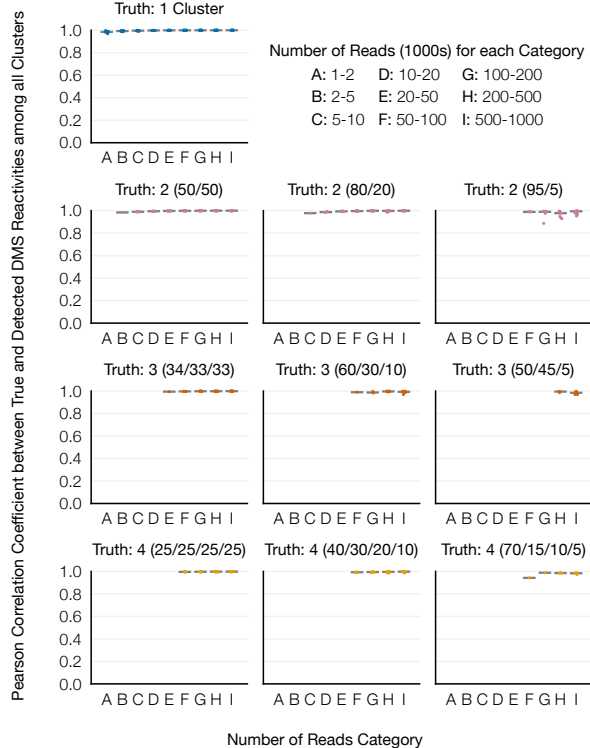 Pearson Correlation Coefficient between True and Detected DMS Reactivities among all Clusters
Truth: 1 Cluster
1.0
0.8
0.6
0.4
0.2
0.0
A B C D E F G H I
Number of Reads (1000s) for each Category
A: 1-2 D: 10-20 G: 100-200
B: 2-5 E: 20-50 H: 200-500
C: 5-10 F: 50-100 I: 500-1000
Truth: 2 (50/50)
1.0
0.8
0.6
0.4
0.2
0.0
A B C D E F G H I
Truth: 2 (80/20)
A B C D E F G H I
Truth: 2 (95/5)
A B C D E F G H I
Truth: 3 (34/33/33)
1.0
0.8
0.6
0.4
0.2
0.0
A B C D E F G H I
Truth: 3 (60/30/10)
A B C D E F G H I
Truth: 3 (50/45/5)
A B C D E F G H I
Truth: 4 (25/25/25/25)
1.0
0.8
0.6
0.4
0.2
0.0
A B C D E F G H I
Truth: 4 (40/30/20/10)
A B C D E F G H I
Truth: 4 (70/15/10/5)
A B C D E F G H I
Number of Reads Category